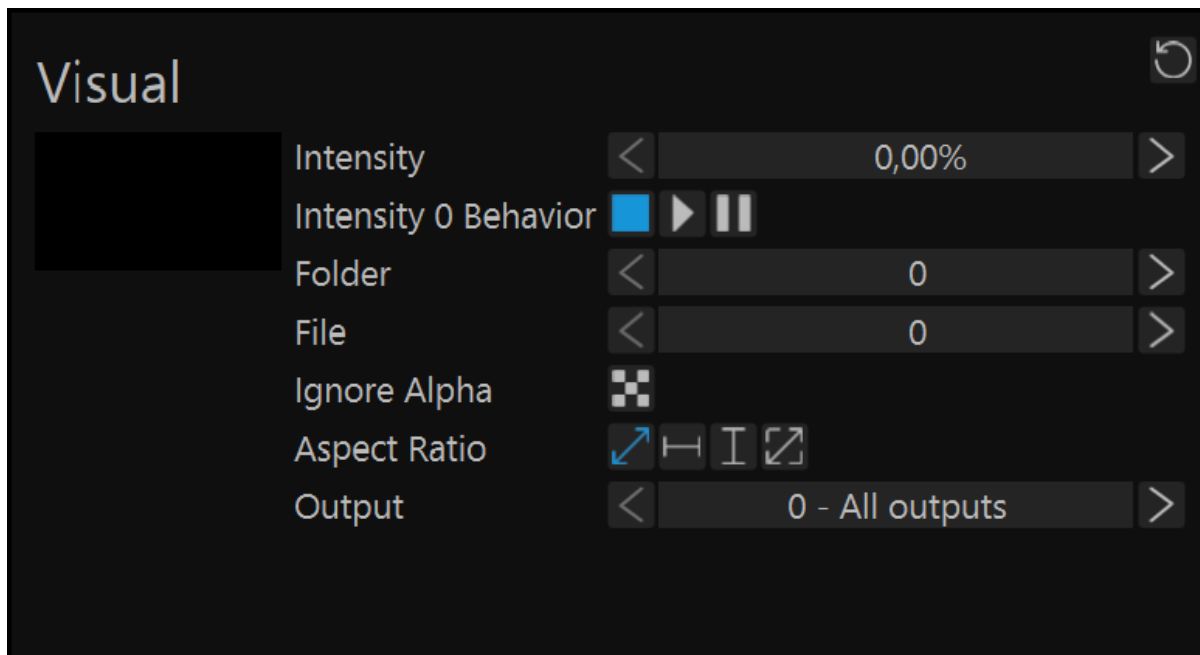 Visual
Intensity 0,00%
Intensity 0 Behavior
Folder 0
File 0
Ignore Alpha
Aspect Ratio
Output 0 - All outputs